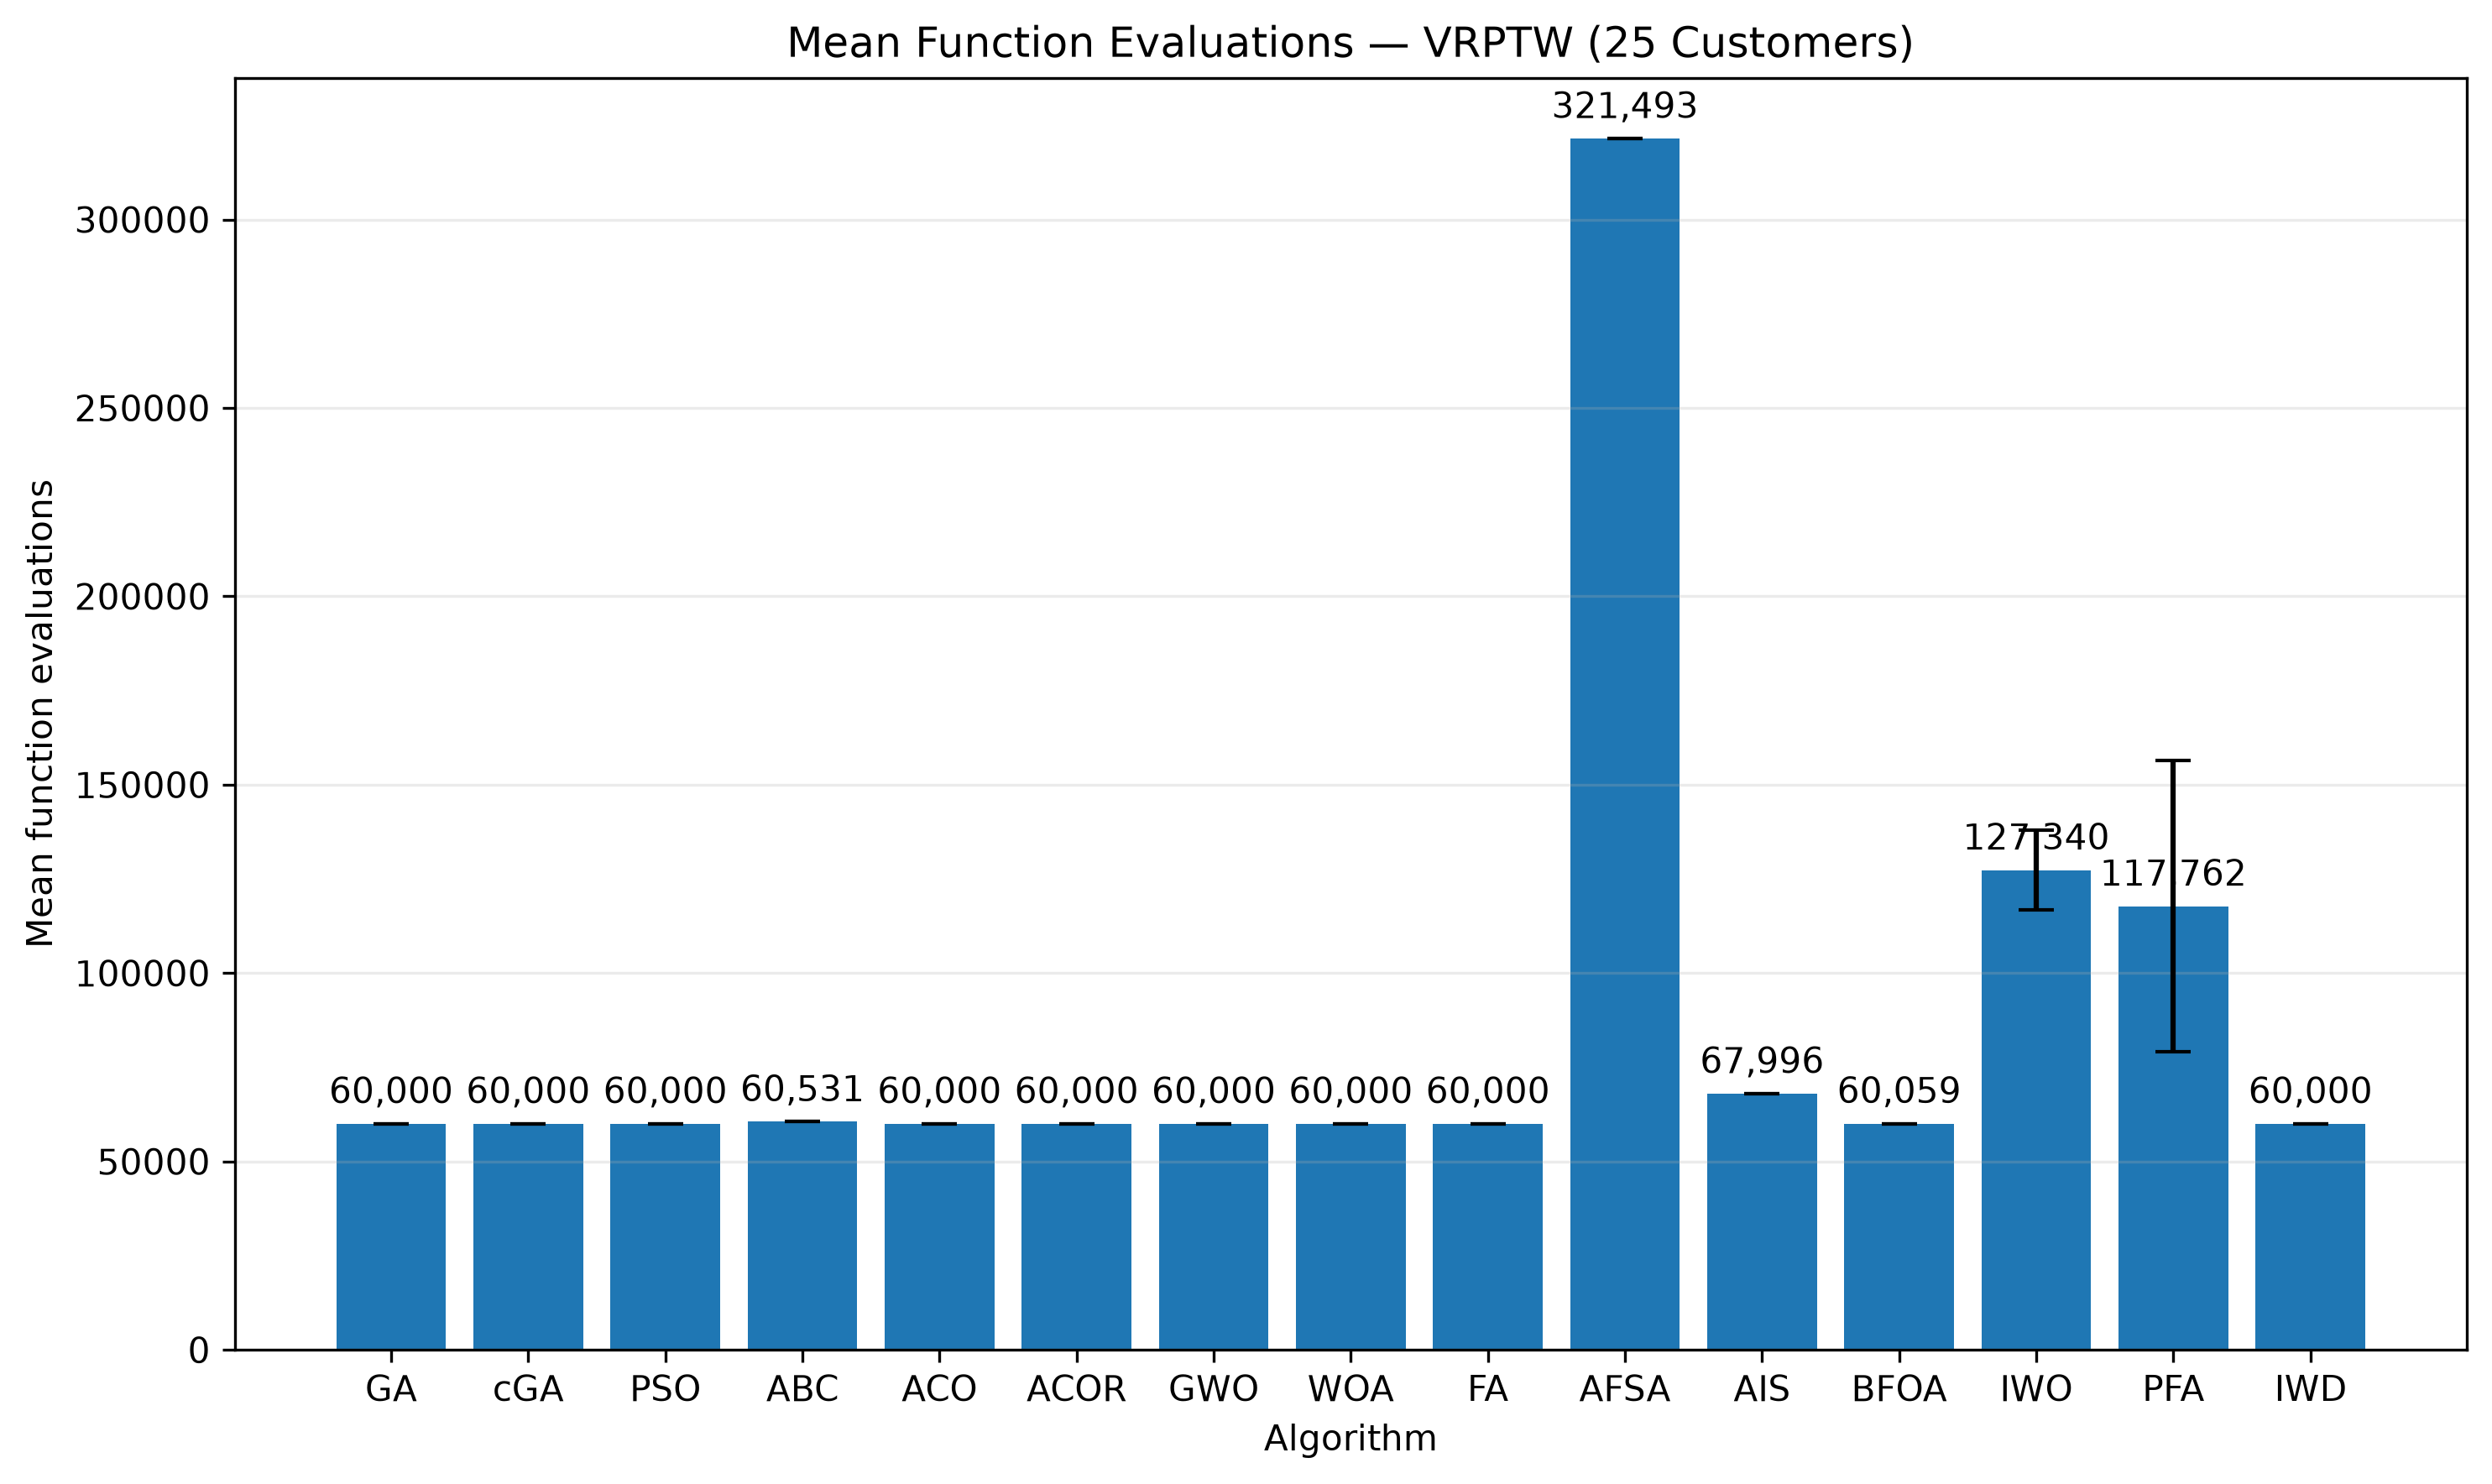 Mean Function Evaluations — VRPTW (25 Customers)
Mean function evaluations
300000
250000
200000
150000
100000
50000
0
321,493
127,340
117,762
67,996
60,000 60,000 60,000 60,531 60,000 60,000 60,000 60,000 60,000 60,059 60,000
GA cGA PSO ABC ACO ACOR GWO WOA FA AFSA AIS BFOA IWO PFA IWD
Algorithm